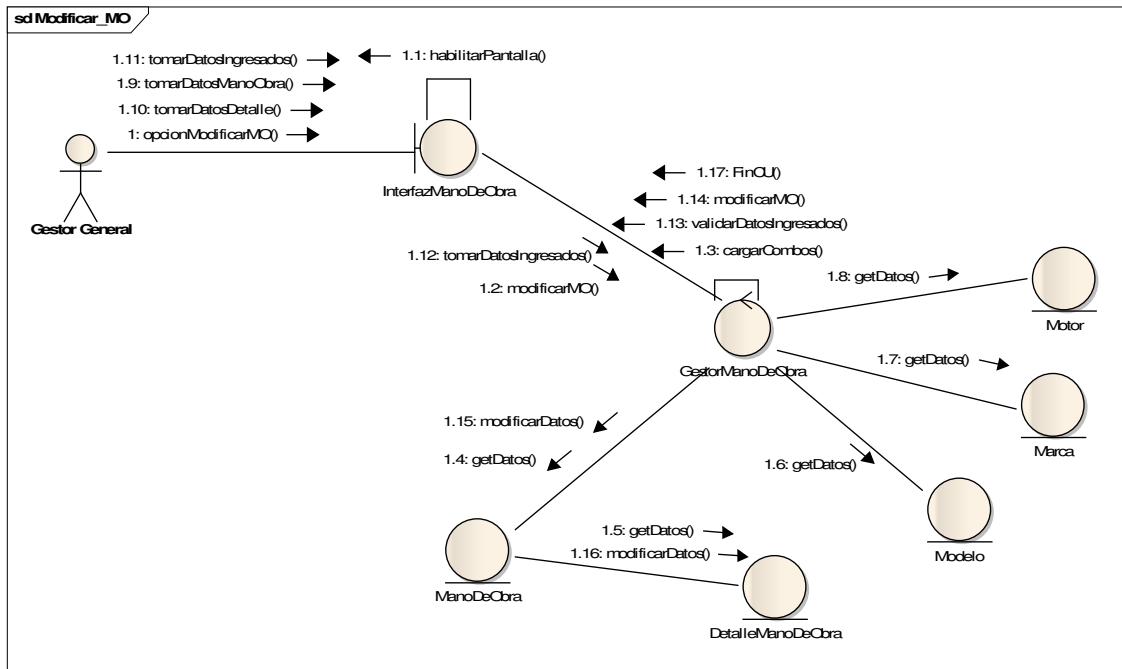 sd Modificar_MO
1.11: tomarDatosIngresados()
1.1: habilitarPantalla()
1.9: tomarDatosManoObra()
1.10: tomarDatosDetalle()
1: opcionModificarMO()
InterfazManoDeObra
Gestor General
1.17: FinCU()
1.14: modificarMO()
1.13: validarDatosIngresados()
1.12: tomarDatosIngresados()
1.3: cargarCombos()
1.2: modificarMO()
1.8: getDatos()
Motor
GestorManoDeObra
1.7: getDatos()
Marca
1.15: modificarDatos()
1.4: getDatos()
1.6: getDatos()
Modelo
1.5: getDatos()
1.16: modificarDatos()
ManoDeObra
DetalleManoDeObra